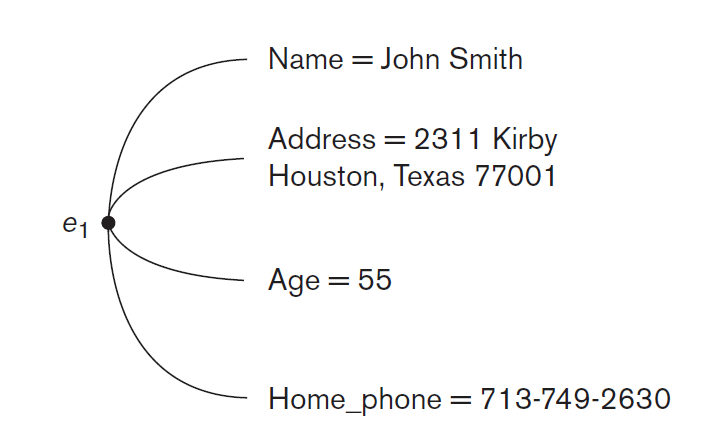 Name = John Smith
Address = 2311 Kirby
Houston, Texas 77001
e1
Age = 55
Home_phone = 713-749-2630